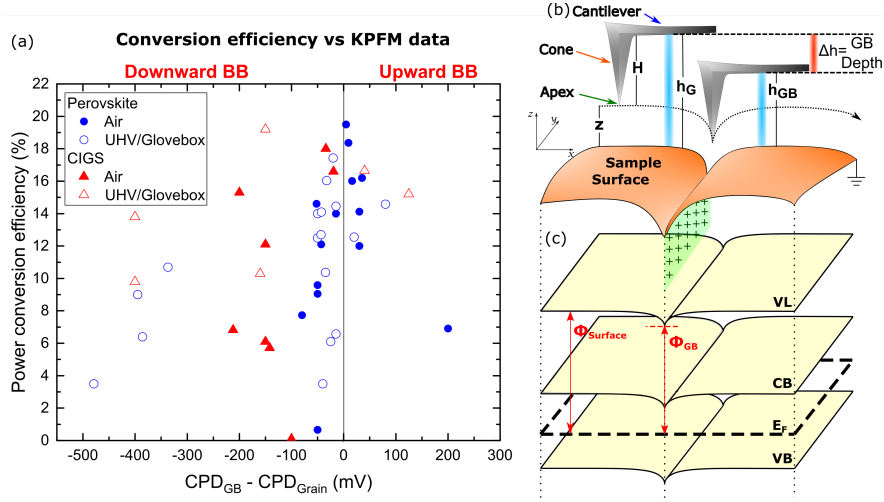 (a)
Conversion efficiency vs KPFM data
Downward BB Upward BB
Power conversion efficiency (%)
22
20
18
16
14
12
10
8
6
4
2
0
Perovskite
Air
UHV/Glovebox
CIGS
Air
UHV/Glovebox
-500 -400 -300 -200 -100 0 100 200 300
CPD_GB - CPD_Grain (mV)
(b)
Cantilever
Cone
Apex
H
h_G
h_GB
Δh= GB
Depth
z
y
x
z
Sample
Surface
+ + + + + + + + + + + + + + + + + + + + + +
(c)
VL
Φ_Surface
Φ_GB
CB
E_F
VB